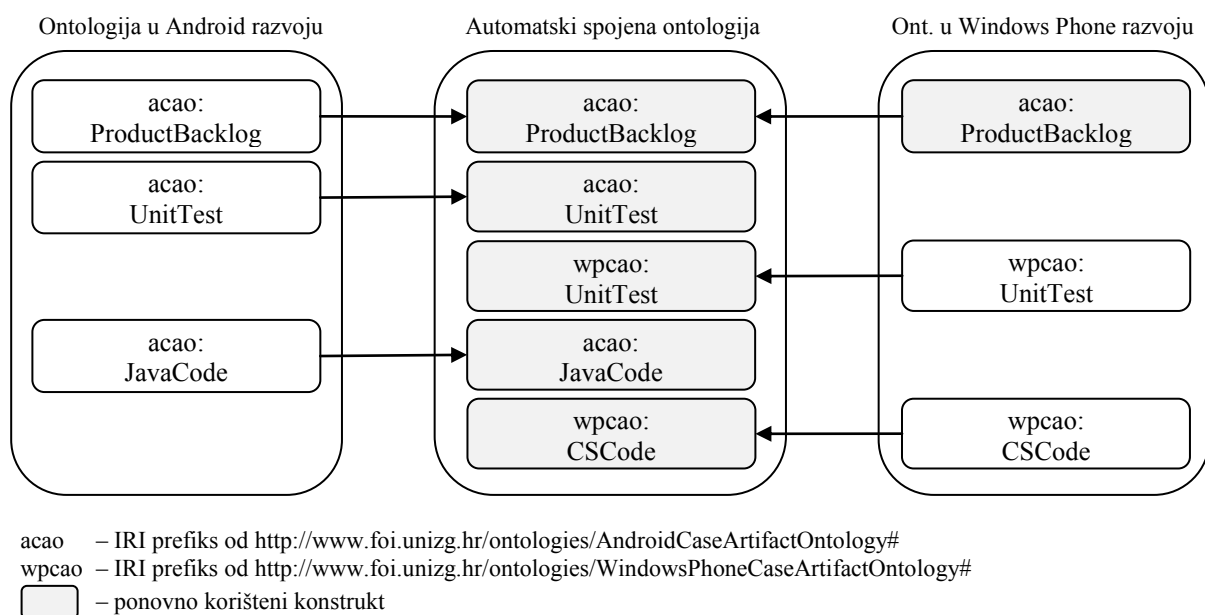 Ontologija u Android razvoju
Automatski spojena ontologija
Ont. u Windows Phone razvoju
acao:
ProductBacklog
acao:
ProductBacklog
acao:
ProductBacklog
acao:
UnitTest
acao:
UnitTest
wpcao:
UnitTest
wpcao:
UnitTest
acao:
JavaCode
acao:
JavaCode
wpcao:
CSCode
wpcao:
CSCode
acao – IRI prefiks od http://www.foi.unizg.hr/ontologies/AndroidCaseArtifactOntology#
wpcao – IRI prefiks od http://www.foi.unizg.hr/ontologies/WindowsPhoneCaseArtifactOntology#
– ponovno korišteni konstrukt